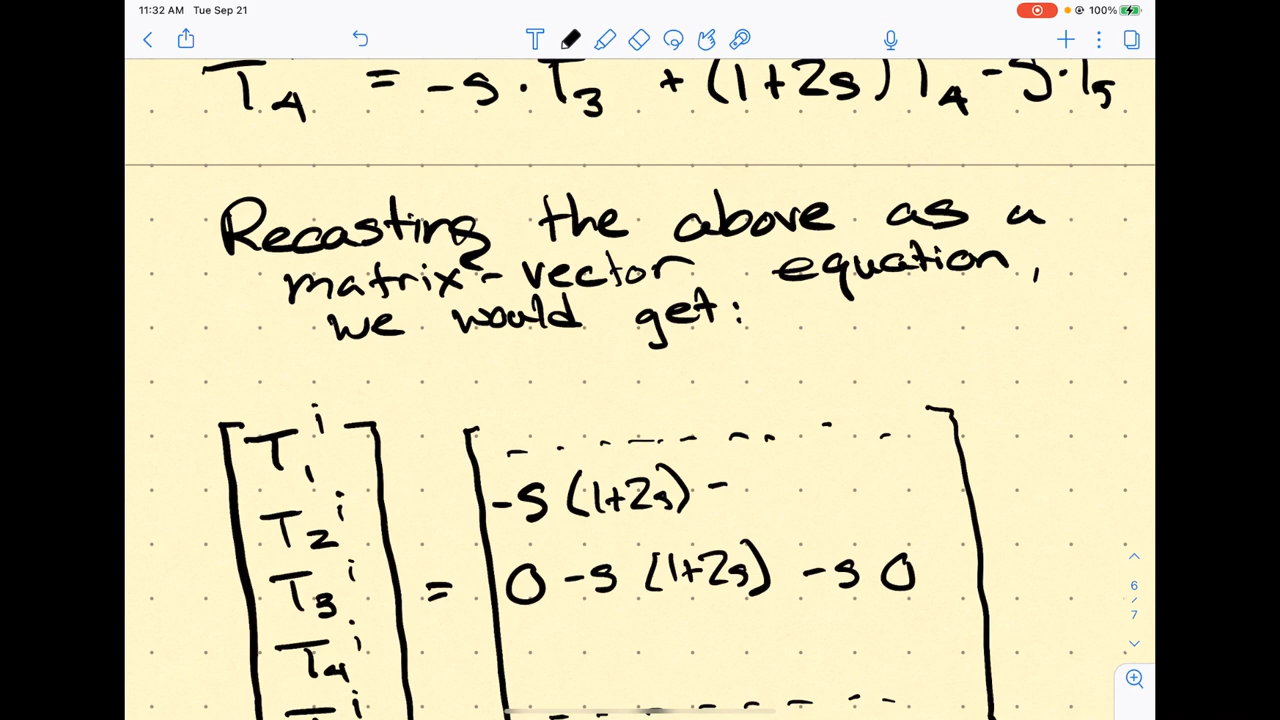 11:32 AM Tue Sep 21
100%
T₄ = -s · T₃ + (1+2s) T₄ - s · T₅
Recasting the above as a
matrix-vector equation,
we would get:
T₁ⁱ
-s (1+2s) -
T₂ⁱ
T₃ⁱ = 0 -s (1+2s) -s 0
T₄ⁱ
6
/
7